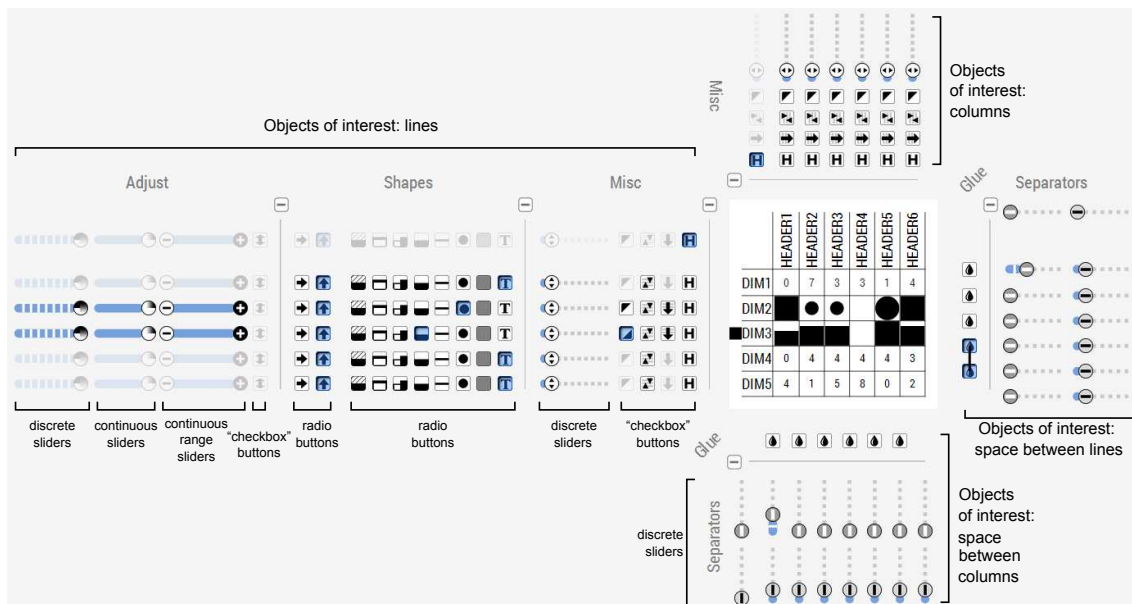 Objects
of interest:
columns
Misc
H H H H H H H
Objects of interest: lines
Adjust
Shapes
Misc
Glue
Separators
HEADER1
HEADER2
HEADER3
HEADER4
HEADER5
HEADER6
T H
DIM1 0 7 3 3 1 4
T H
DIM2
T H
DIM3
T H
DIM4 0 4 4 4 4 3
T H
DIM5 4 1 5 8 0 2
T H
discrete
sliders
continuous
sliders
continuous
range
sliders
“checkbox”
buttons
radio
buttons
radio
buttons
discrete
sliders
“checkbox”
buttons
Objects of interest:
space between lines
Glue
Separators
discrete
sliders
Objects
of interest:
space
between
columns